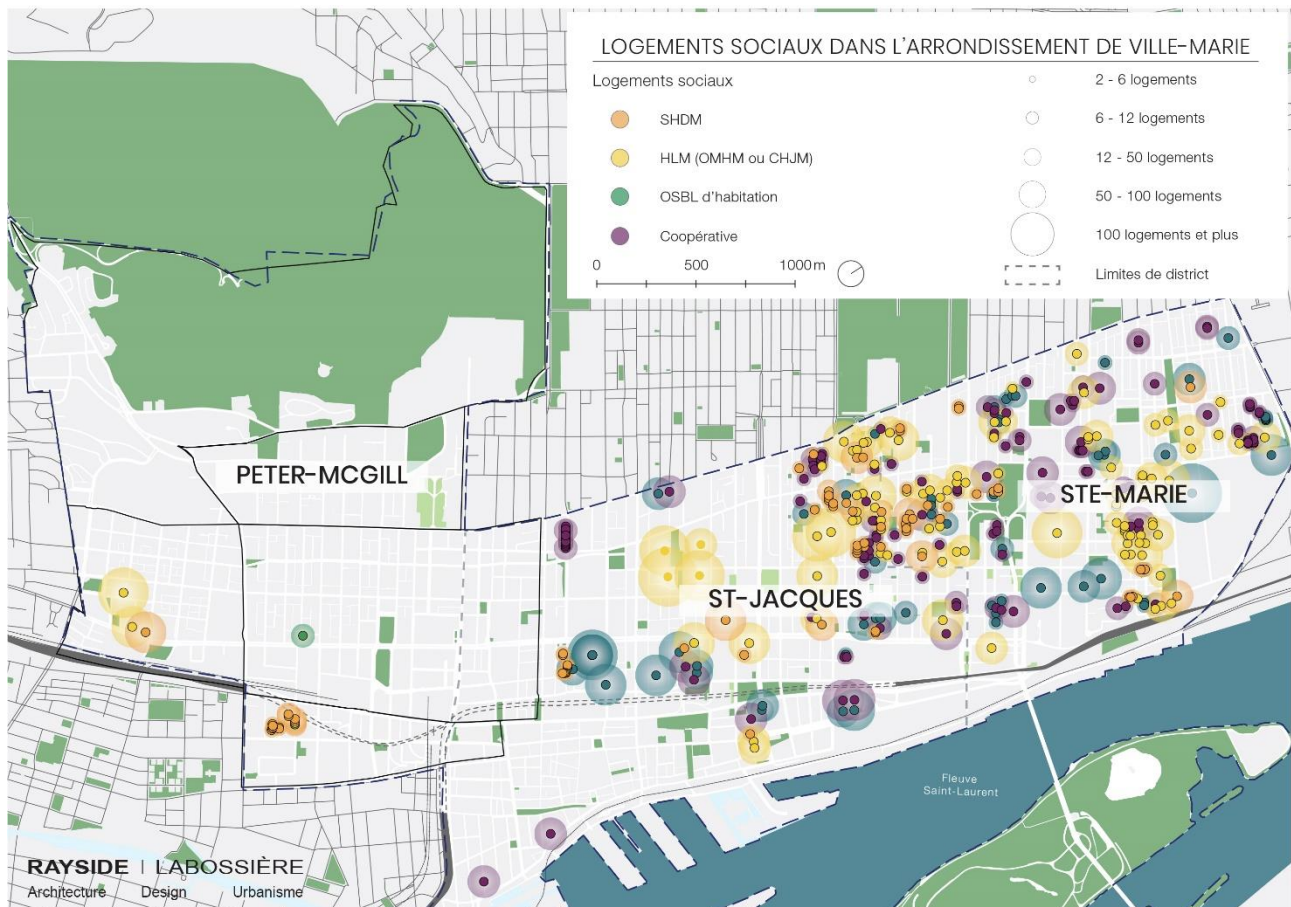 LOGEMENTS SOCIAUX DANS L'ARRONDISSEMENT DE VILLE-MARIE
Logements sociaux
SHDM
HLM (OMHM ou CHJM)
OSBL d'habitation
Coopérative
0 500 1000m
2 - 6 logements
6 - 12 logements
12 - 50 logements
50 - 100 logements
100 logements et plus
Limites de district
PETER-MCGILL
STE-MARIE
ST-JACQUES
Fleuve
Saint-Laurent
RAYSIDE | LABOSSIÈRE
Architecture Design Urbanisme